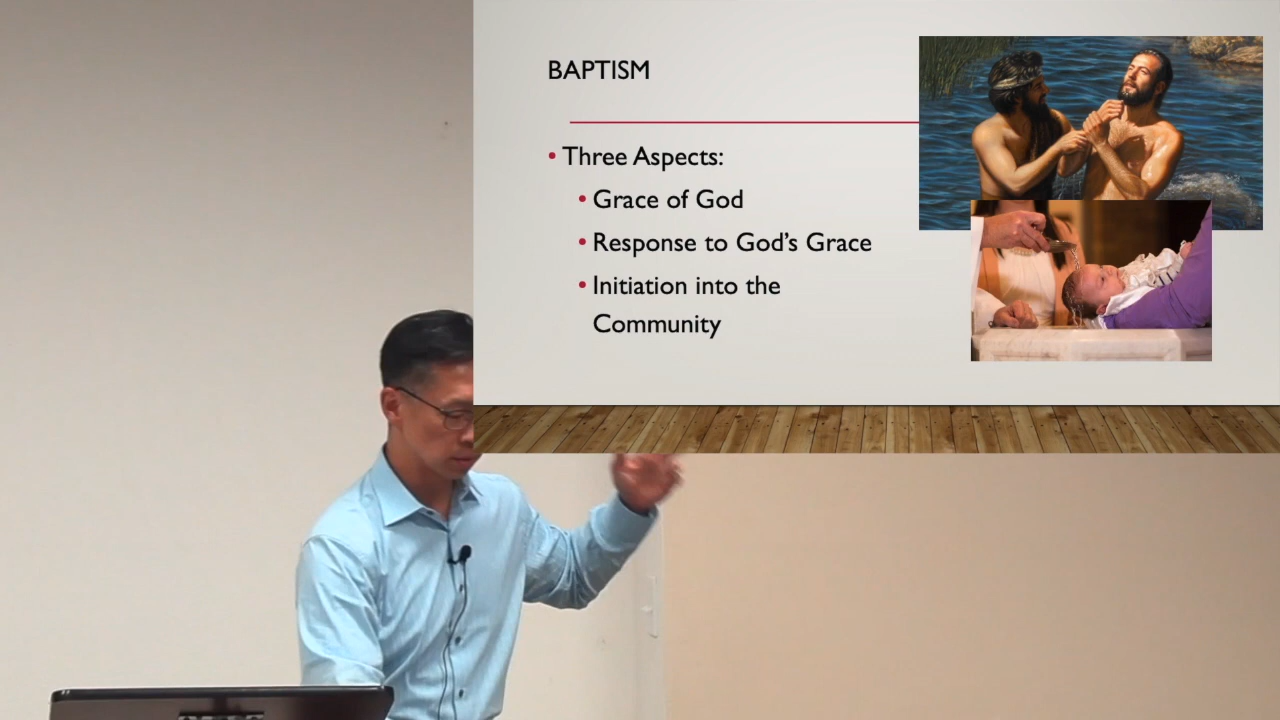 BAPTISM
• Three Aspects:
• Grace of God
• Response to God’s Grace
• Initiation into the
Community